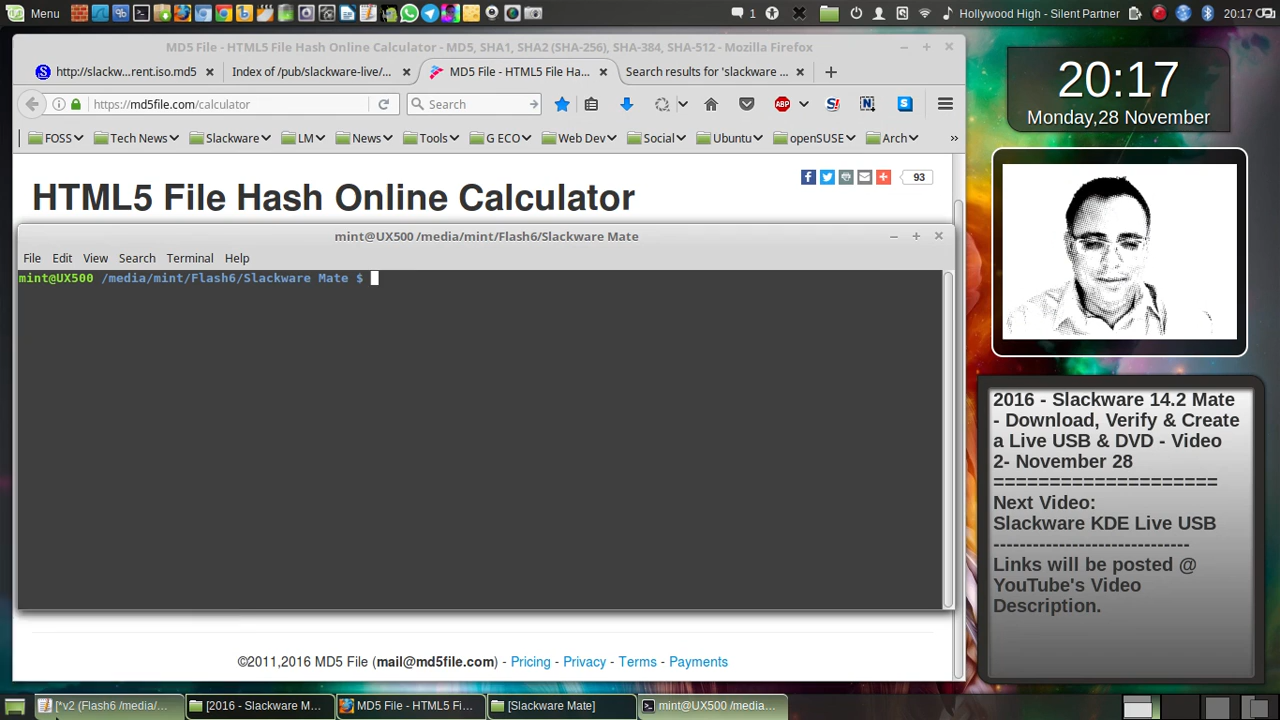 Menu
1
Hollywood High - Silent Partner
20:17
MD5 File - HTML5 File Hash Online Calculator - MD5, SHA1, SHA2 (SHA-256), SHA-384, SHA-512 - Mozilla Firefox
http://slackw...rent.iso.md5
Index of /pub/slackware-live/...
MD5 File - HTML5 File Ha...
Search results for 'slackware ...
https://md5file.com/calculator
Search
ABP
FOSS
Tech News
Slackware
LM
News
Tools
G ECO
Web Dev
Social
Ubuntu
openSUSE
Arch
»
HTML5 File Hash Online Calculator
93
mint@UX500 /media/mint/Flash6/Slackware Mate
File Edit View Search Terminal Help
mint@UX500 /media/mint/Flash6/Slackware Mate $
©2011,2016 MD5 File (mail@md5file.com) - Pricing - Privacy - Terms - Payments
20:17
Monday,28 November
2016 - Slackware 14.2 Mate
- Download, Verify & Create
a Live USB & DVD - Video
2- November 28
=====================
Next Video:
Slackware KDE Live USB
----------------------------
Links will be posted @
YouTube's Video
Description.
[*v2 (Flash6 /media/...
[2016 - Slackware M...
MD5 File - HTML5 Fi...
[Slackware Mate]
mint@UX500 /media...